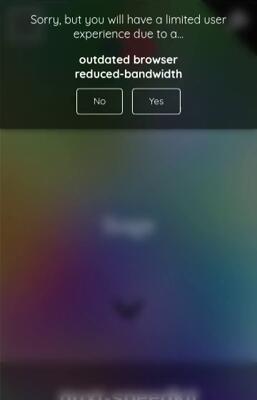 Sorry, but you will have a limited user
experience due to a...
outdated browser
reduced-bandwidth
No
Yes